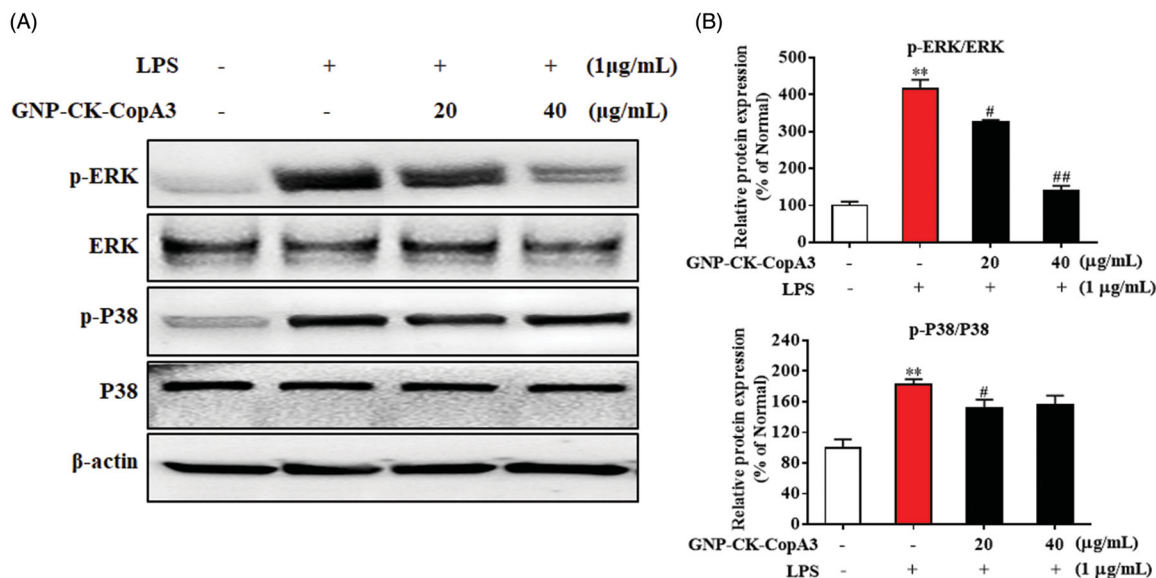 (A)
LPS - + + + (1μg/mL)
GNP-CK-CopA3 - - 20 40 (μg/mL)
p-ERK
ERK
p-P38
P38
β-actin
(B)
p-ERK/ERK
Relative protein expression
(% of Normal)
500
400
300
200
100
0
**
#
##
GNP-CK-CopA3 - - 20 40 (μg/mL)
LPS - + + + (1 μg/mL)
p-P38/P38
Relative protein expression
(% of Normal)
240
200
160
120
80
40
0
**
#
GNP-CK-CopA3 - - 20 40 (μg/mL)
LPS - + + + (1 μg/mL)